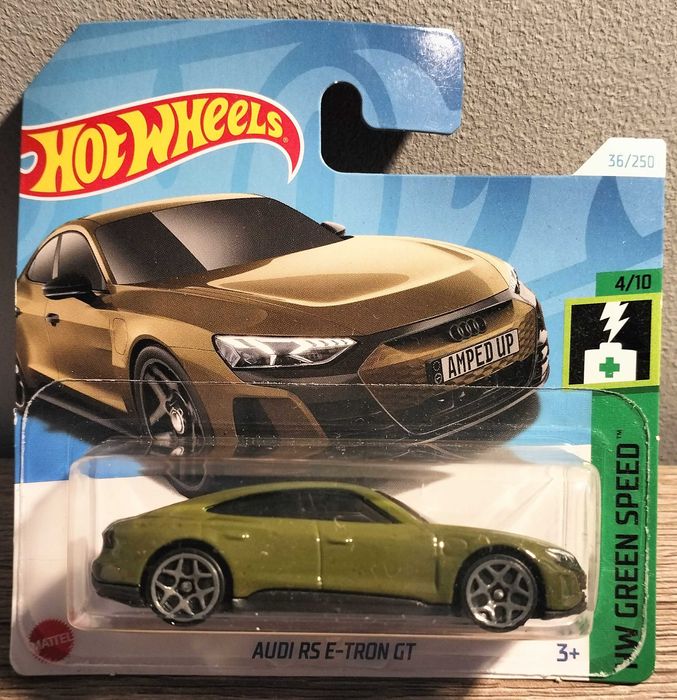 HOT WHEELS
36/250
4/10
AMPED UP
HW GREEN SPEED™
MATTEL
AUDI RS E-TRON GT
3+